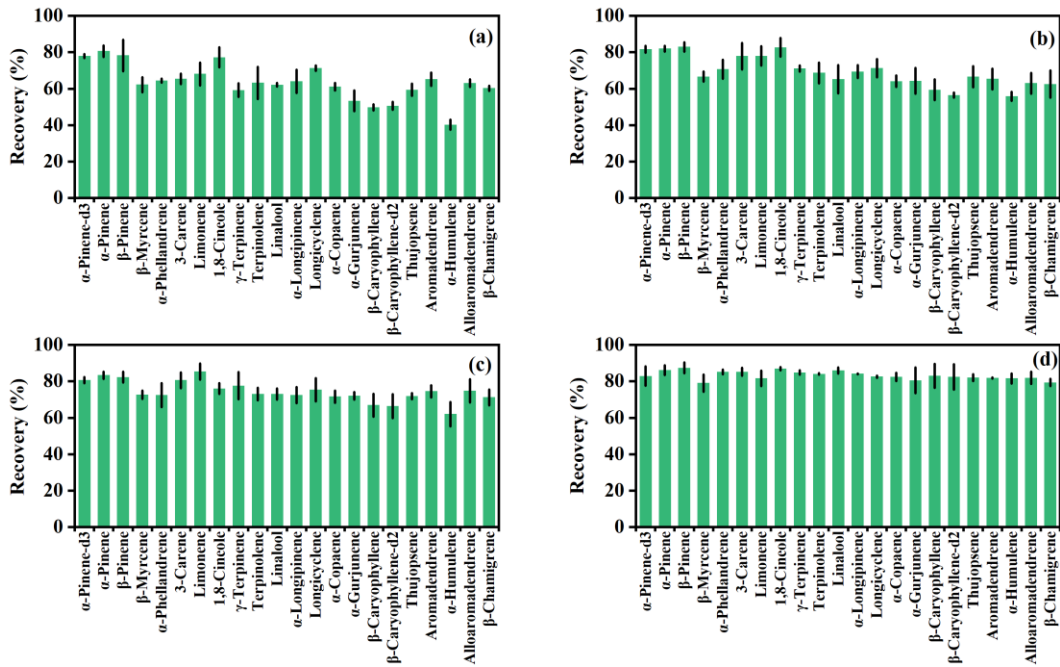 (a)
Recovery (%)
100
80
60
40
20
0
α-Pinene-d3
α-Pinene
β-Pinene
β-Myrcene
α-Phellandrene
3-Carene
Limonene
1,8-Cineole
γ-Terpinene
Terpinolene
Linalool
α-Longipinene
Longicyclene
α-Copaene
α-Gurjunene
β-Caryophyllene
β-Caryophyllene-d2
Thujopsene
Aromadendrene
α-Humulene
Alloaromadendrene
β-Chamigrene
(b)
Recovery (%)
100
80
60
40
20
0
α-Pinene-d3
α-Pinene
β-Pinene
β-Myrcene
α-Phellandrene
3-Carene
Limonene
1,8-Cineole
γ-Terpinene
Terpinolene
Linalool
α-Longipinene
Longicyclene
α-Copaene
α-Gurjunene
β-Caryophyllene
β-Caryophyllene-d2
Thujopsene
Aromadendrene
α-Humulene
Alloaromadendrene
β-Chamigrene
(c)
Recovery (%)
100
80
60
40
20
0
α-Pinene-d3
α-Pinene
β-Pinene
β-Myrcene
α-Phellandrene
3-Carene
Limonene
1,8-Cineole
γ-Terpinene
Terpinolene
Linalool
α-Longipinene
Longicyclene
α-Copaene
α-Gurjunene
β-Caryophyllene
β-Caryophyllene-d2
Thujopsene
Aromadendrene
α-Humulene
Alloaromadendrene
β-Chamigrene
(d)
Recovery (%)
100
80
60
40
20
0
α-Pinene-d3
α-Pinene
β-Pinene
β-Myrcene
α-Phellandrene
3-Carene
Limonene
1,8-Cineole
γ-Terpinene
Terpinolene
Linalool
α-Longipinene
Longicyclene
α-Copaene
α-Gurjunene
β-Caryophyllene
β-Caryophyllene-d2
Thujopsene
Aromadendrene
α-Humulene
Alloaromadendrene
β-Chamigrene